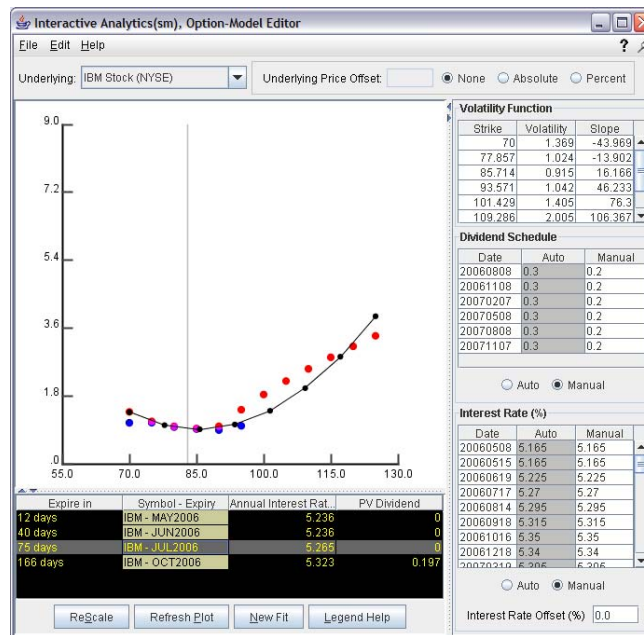 Interactive Analytics(sm), Option-Model Editor
File Edit Help ?
Underlying: IBM Stock (NYSE) Underlying Price Offset: None Absolute Percent
9.0
7.2
5.4
3.6
1.8
.0
55.0 70.0 85.0 100.0 115.0 130.0
Volatility Function
Strike Volatility Slope
70 1.369 -43.969
77.857 1.024 -13.902
85.714 0.915 16.166
93.571 1.042 46.233
101.429 1.405 76.3
109.286 2.005 106.367
Dividend Schedule
Date Auto Manual
20060808 0.3 0.2
20061108 0.3 0.2
20070207 0.3 0.2
20070508 0.3 0.2
20070808 0.3 0.2
20071107 0.3 0.2
Auto Manual
Interest Rate (%)
Date Auto Manual
20060508 5.165 5.165
20060515 5.165 5.165
20060619 5.225 5.225
20060717 5.27 5.27
20060814 5.295 5.295
20060918 5.315 5.315
20061016 5.35 5.35
20061218 5.34 5.34
Auto Manual
Interest Rate Offset (%) 0.0
Expire in Symbol - Expiry Annual Interest Rat... PV Dividend
12 days IBM - MAY2006 5.236 0
40 days IBM - JUN2006 5.236 0
75 days IBM - JUL2006 5.265 0
166 days IBM - OCT2006 5.323 0.197
ReScale Refresh Plot New Fit Legend Help